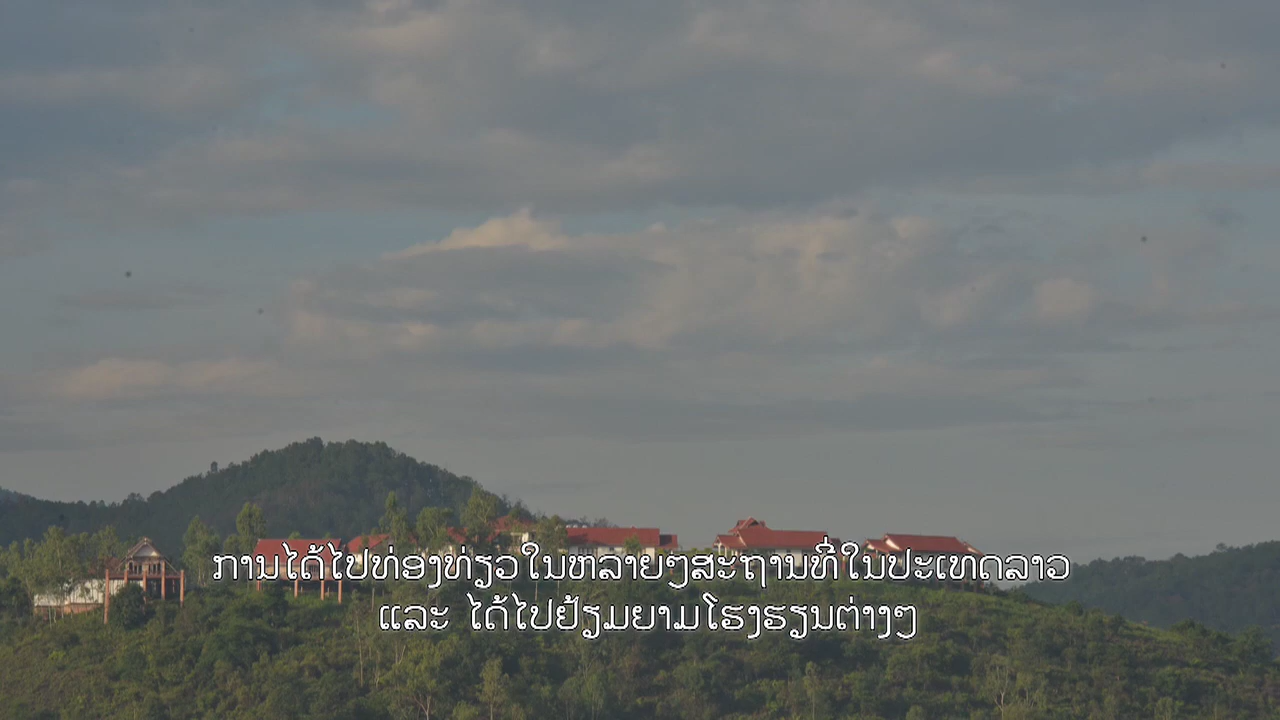 ການໄດ້ໄປທ່ອງທ່ຽວໃນຫລາຍໆສະຖານທີ່ໃນປະເທດລາວ
ແລະ ໄດ້ໄປຢ້ຽມຍາມໂຮງຮຽນຕ່າງໆ